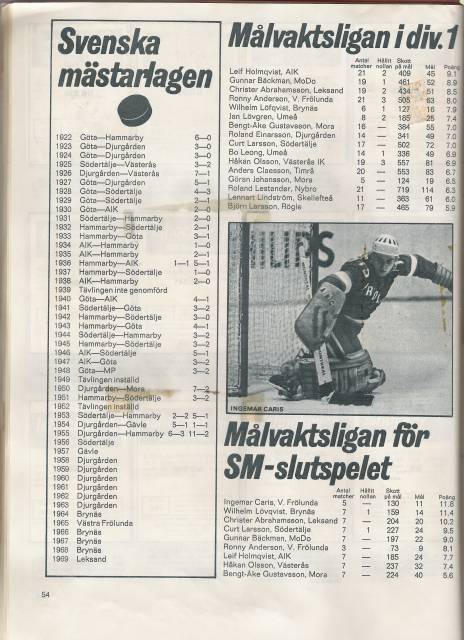 Svenska
mästarlagen
1922 Göta—Hammarby 6—0
1923 Göta—Djurgården 3—0
1924 Göta—Djurgården 3—0
1925 Södertälje—Västerås 3—2
1926 Djurgården—Västerås 7—1
1927 Göta—Djurgården 5—1
1928 Göta—Södertälje 4—3
1929 Göta—Södertälje 2—1
1930 Göta—AIK 2—0
1931 Södertälje—Hammarby 2—0
1932 Hammarby—Södertälje 2—1
1933 Hammarby—Göta 3—1
1934 AIK—Hammarby 1—0
1935 AIK—Hammarby 2—1
1936 Hammarby—AIK 1—1 5—1
1937 Hammarby—Södertälje 1—0
1938 AIK—Hammarby 2—0
1939 Tävlingen inte genomförd
1940 Göta—AIK 4—1
1941 Södertälje—Göta 3—2
1942 Hammarby—Göta 3—0
1943 Hammarby—Göta 4—1
1944 Södertälje—Hammarby 3—2
1945 Hammarby—Södertälje 3—2
1946 AIK—Södertälje 5—1
1947 AIK—Göta 3—2
1948 Göta—MP 3—2
1949 Tävlingen inställd
1950 Djurgården—Mora 7—2
1951 Hammarby—Södertälje 3—2
1952 Tävlingen inställd
1953 Södertälje—Hammarby 2—2 5—1
1954 Djurgården—Gävle 5—1 1—1
1955 Djurgården—Hammarby 6—3 11—2
1956 Södertälje
1957 Gävle
1958 Djurgården
1959 Djurgården
1960 Djurgården
1961 Djurgården
1962 Djurgården
1963 Djurgården
1964 Brynäs
1965 Västra Frölunda
1966 Brynäs
1967 Brynäs
1968 Brynäs
1969 Leksand
54
Målvaktsligan i div.1
Antal matcher Hållit nollan Skott på mål Mål Poäng
Leif Holmqvist, AIK 21 2 409 45 9.1
Gunnar Bäckman, MoDo 19 1 461 52 8.9
Christer Abrahamsson, Leksand 19 2 434 51 8.5
Ronny Anderson, V. Frölunda 21 3 505 63 8.0
Wilhelm Löfqvist, Brynäs 6 1 127 16 7.9
Jan Lövgren, Umeå 8 2 185 25 7.4
Bengt-Åke Gustavsson, Mora 16 — 384 55 7.0
Roland Einarsson, Djurgården 14 — 341 49 7.0
Curt Larsson, Södertälje 17 — 502 72 7.0
Bo Leong, Umeå 14 1 336 49 6.9
Håkan Olsson, Västerås IK 19 3 557 81 6.9
Anders Claesson, Timrå 20 — 553 83 6.7
Göran Johansson, Mora 5 — 124 19 6.5
Roland Lestander, Nybro 21 — 719 114 6.3
Lennart Lindström, Skellefteå 11 — 363 61 6.0
Björn Larsson, Rögle 17 — 465 79 5.9
INGEMAR CARIS
Målvaktsligan för
SM-slutspelet
Antal matcher Hållit nollan Skott på mål Mål Poäng
Ingemar Caris, V. Frölunda 5 — 130 11 11.8
Wilhelm Lövqvist, Brynäs 7 1 159 14 11.4
Christer Abrahamsson, Leksand 7 — 204 20 10.2
Curt Larsson, Södertälje 7 1 227 24 9.5
Gunnar Bäckman, MoDo 7 — 197 22 9.0
Ronny Anderson, V. Frölunda 3 — 73 9 8.1
Leif Holmqvist, AIK 7 — 185 24 7.7
Håkan Olsson, Västerås 7 — 237 32 7.4
Bengt-Åke Gustavsson, Mora 7 — 224 40 5.6